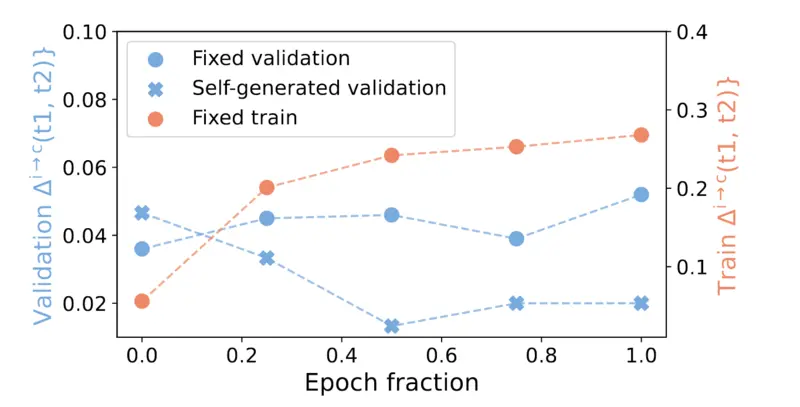 Fixed validation
Self-generated validation
Fixed train
0.10
0.08
0.06
0.04
0.02
Validation Δ^{i→c}(t1, t2)}
0.4
0.3
0.2
0.1
Train Δ^{i→c}(t1, t2)}
0.0 0.2 0.4 0.6 0.8 1.0
Epoch fraction